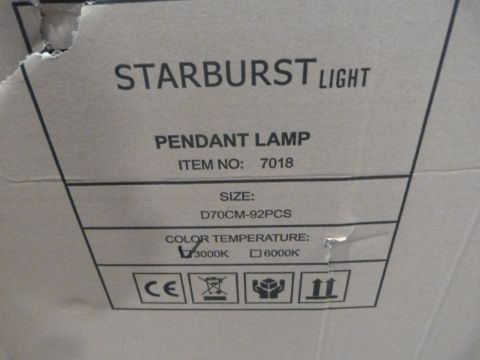 STARBURST LIGHT
PENDANT LAMP
ITEM NO: 7018
SIZE:
D70CM-92PCS
COLOR TEMPERATURE:
☑3000K ☐6000K
CE